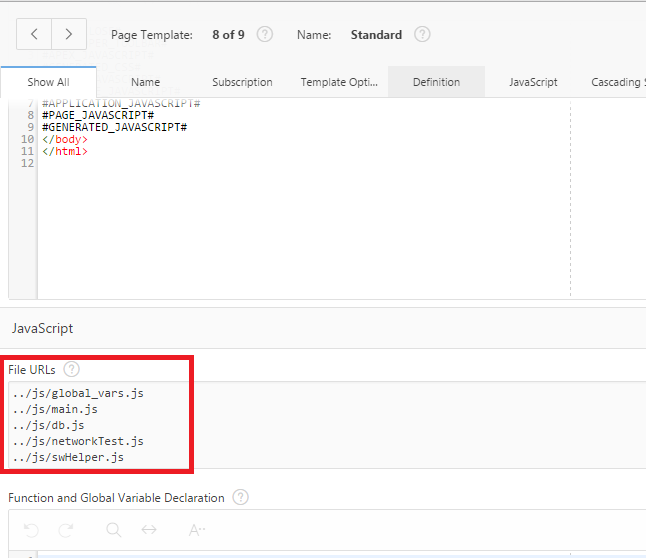 < > Page Template: 8 of 9 ? Name: Standard ?
Show All Name Subscription Template Opti... Definition JavaScript Cascading S
7 #APPLICATION_JAVASCRIPT#
8 #PAGE_JAVASCRIPT#
9 #GENERATED_JAVASCRIPT#
10 </body>
11 </html>
12
JavaScript
File URLs ?
../js/global_vars.js
../js/main.js
../js/db.js
../js/networkTest.js
../js/swHelper.js
Function and Global Variable Declaration ?
A··